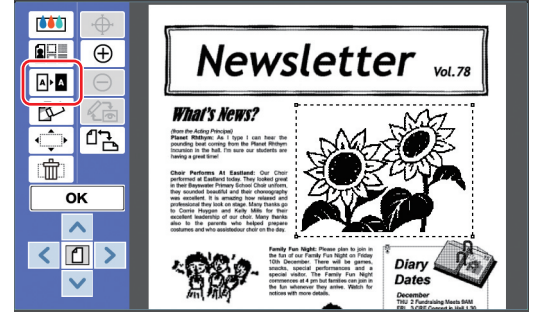 A A
OK
Newsletter Vol. 78
What's News?
(from the Acting Principal)
Planet Rhthym: As I type I can hear the
pounding beat coming from the Planet Rhthym
incursion in the hall. I'm sure our students are
having a great time!
Choir Performs At Eastland: Our Choir
performed at Eastland today. They looked great
in their Bayswater Primary School Choir uniform,
they sounded beautiful and their choreography
was excellent. It is amazing how relaxed and
professional they look on stage. Many thanks go
to Corrie Huygen and Kelly Mills for their
excellent leadership of our choir. Many thanks
also to the parents who helped prepare
costumes and who assistedour choir on the day.
Family Fun Night: Please plan to join in
the fun of our Family Fun Night on Friday
10th December. There will be games,
snacks, special performances and a
special visitor. The Family Fun Night
commences at 4 pm but families can join in
the fun whenever they arrive. Watch for
notices with more details.
Diary
Dates
December
THU 2 Fundraising Meets 9AM